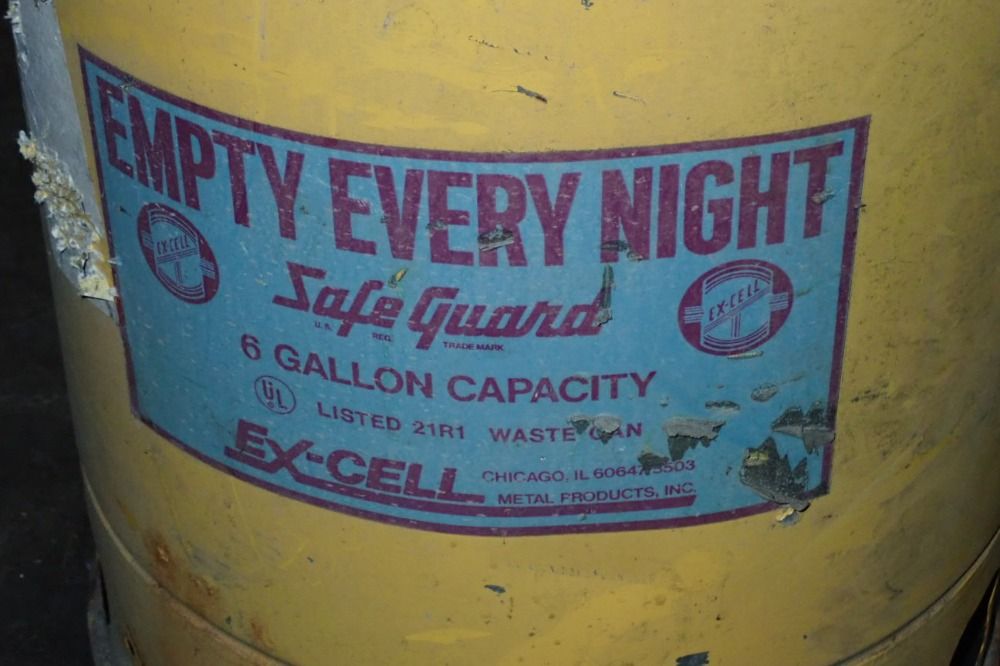 EMPTY EVERY NIGHT
EX-CELL
Safe Guard
EX-CELL
U.S. REG. TRADE MARK
6 GALLON CAPACITY
UL
LISTED 21R1 WASTE CAN
EX-CELL
CHICAGO, IL
METAL PRODUCTS, INC.